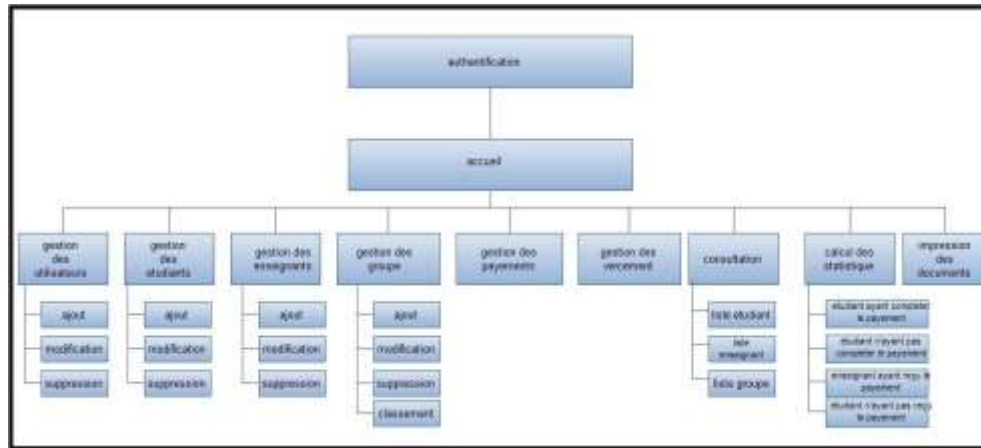 authentification
accueil
gestion
des
utilisateurs
gestion
des
etudiants
gestion des
enseignants
gestion des
groupe
gestion des
payements
gestion des
vercement
consultation
calcul des
statistique
impression
des
documents
ajout
modification
suppression
ajout
modification
suppression
ajout
modification
suppression
ajout
modification
suppression
classement
liste etudiant
liste
enseignant
liste groupe
etudiant ayant completer
le payement
etudiant n'ayant pas
completer le payement
enseignant ayant reçu le
payement
etudiant n'ayant pas reçu
le payement